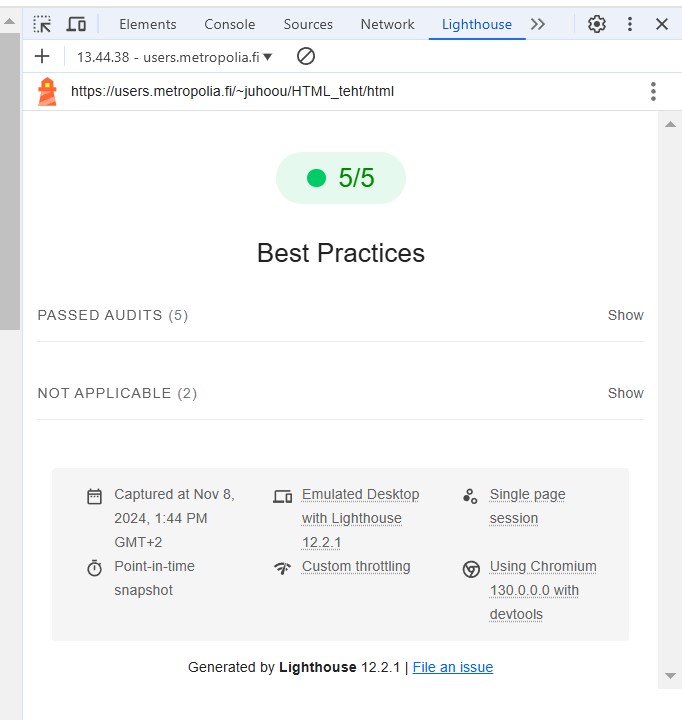 Elements Console Sources Network Lighthouse
13.44.38 - users.metropolia.fi
https://users.metropolia.fi/~juhoou/HTML_teht/html
5/5
Best Practices
PASSED AUDITS (5) Show
NOT APPLICABLE (2) Show
Captured at Nov 8,
2024, 1:44 PM
GMT+2
Emulated Desktop
with Lighthouse
12.2.1
Single page
session
Point-in-time
snapshot
Custom throttling
Using Chromium
130.0.0.0 with
devtools
Generated by Lighthouse 12.2.1 | File an issue